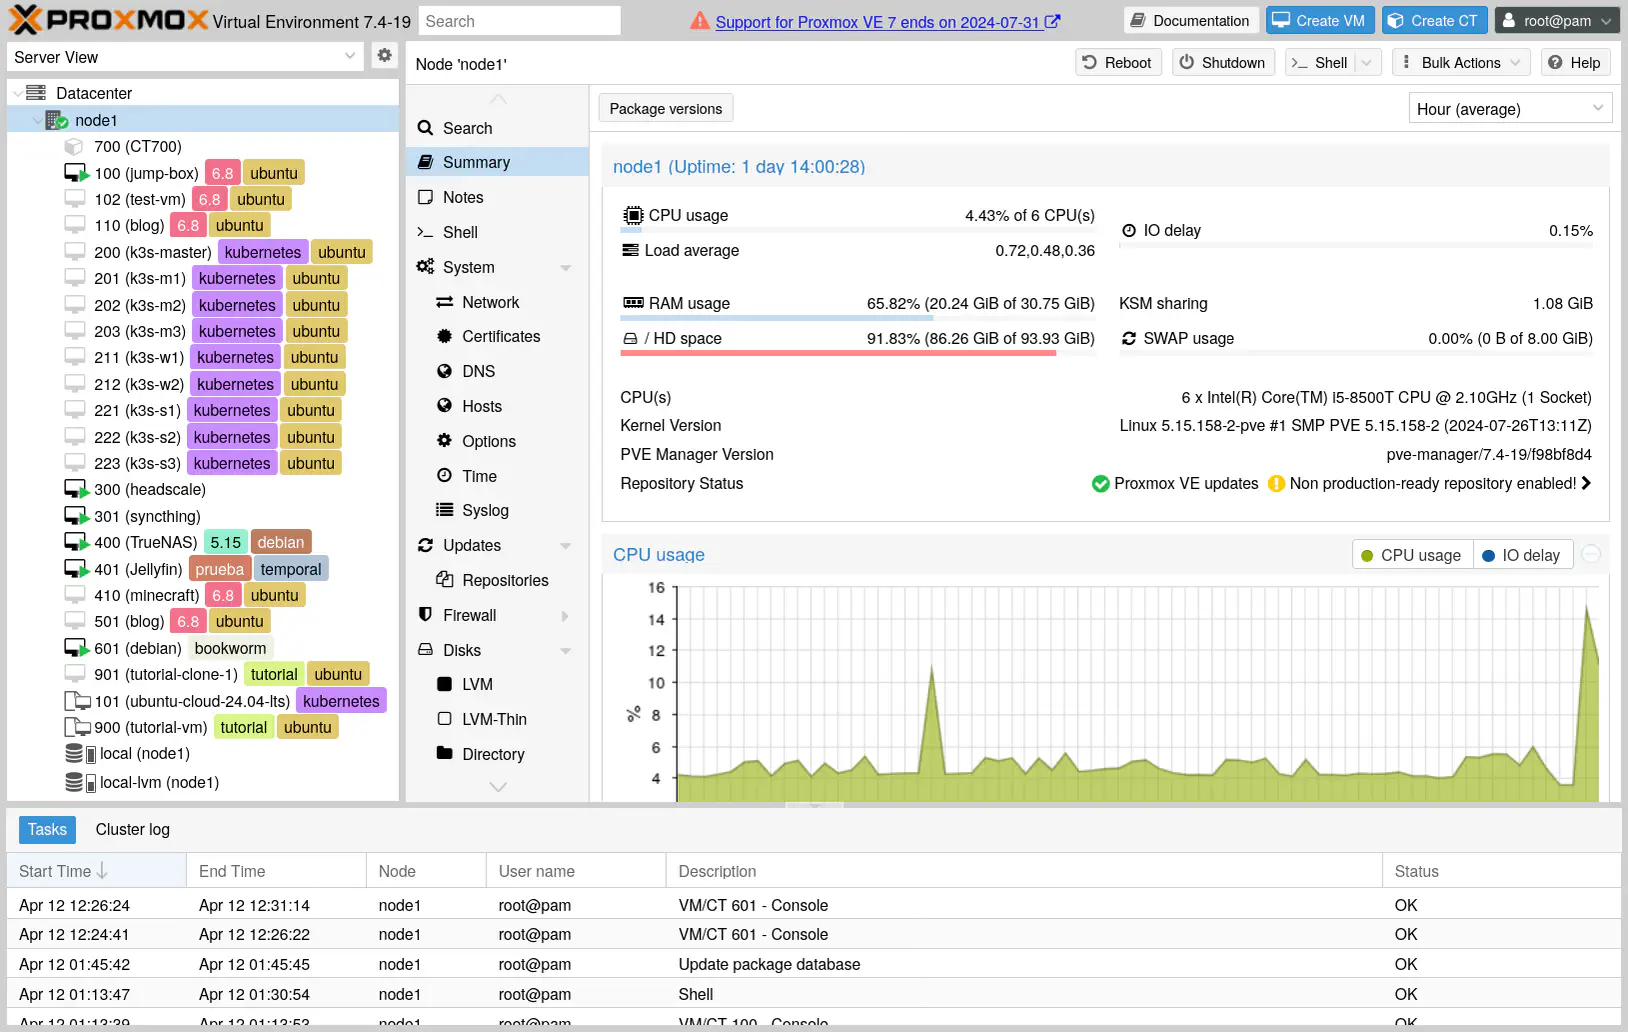 PROXMOX Virtual Environment 7.4-19 Search Support for Proxmox VE 7 ends on 2024-07-31 Documentation Create VM Create CT root@pam
Server View
Node 'node1' Reboot Shutdown Shell Bulk Actions Help
Datacenter
node1
700 (CT700)
100 (jump-box) 6.8 ubuntu
102 (test-vm) 6.8 ubuntu
110 (blog) 6.8 ubuntu
200 (k3s-master) kubernetes ubuntu
201 (k3s-m1) kubernetes ubuntu
202 (k3s-m2) kubernetes ubuntu
203 (k3s-m3) kubernetes ubuntu
211 (k3s-w1) kubernetes ubuntu
212 (k3s-w2) kubernetes ubuntu
221 (k3s-s1) kubernetes ubuntu
222 (k3s-s2) kubernetes ubuntu
223 (k3s-s3) kubernetes ubuntu
300 (headscale)
301 (syncthing)
400 (TrueNAS) 5.15 debian
401 (Jellyfin) prueba temporal
410 (minecraft) 6.8 ubuntu
501 (blog) 6.8 ubuntu
601 (debian) bookworm
901 (tutorial-clone-1) tutorial ubuntu
101 (ubuntu-cloud-24.04-lts) kubernetes
900 (tutorial-vm) tutorial ubuntu
local (node1)
local-lvm (node1)
Search
Summary
Notes
Shell
System
Network
Certificates
DNS
Hosts
Options
Time
Syslog
Updates
Repositories
Firewall
Disks
LVM
LVM-Thin
Directory
Package versions Hour (average)
node1 (Uptime: 1 day 14:00:28)
CPU usage 4.43% of 6 CPU(s)
IO delay 0.15%
Load average 0.72,0.48,0.36
RAM usage 65.82% (20.24 GiB of 30.75 GiB)
KSM sharing 1.08 GiB
/ HD space 91.83% (86.26 GiB of 93.93 GiB)
SWAP usage 0.00% (0 B of 8.00 GiB)
CPU(s) 6 x Intel(R) Core(TM) I5-8500T CPU @ 2.10GHz (1 Socket)
Kernel Version Linux 5.15.158-2-pve #1 SMP PVE 5.15.158-2 (2024-07-26T13:11Z)
PVE Manager Version pve-manager/7.4-19/f98bf8d4
Repository Status Proxmox VE updates Non production-ready repository enabled!
CPU usage CPU usage IO delay
16
14
12
10
%
8
6
4
Tasks Cluster log
Start Time End Time Node User name Description Status
Apr 12 12:26:24 Apr 12 12:31:14 node1 root@pam VM/CT 601 - Console OK
Apr 12 12:24:41 Apr 12 12:26:22 node1 root@pam VM/CT 601 - Console OK
Apr 12 01:45:42 Apr 12 01:45:45 node1 root@pam Update package database OK
Apr 12 01:13:47 Apr 12 01:30:54 node1 root@pam Shell OK
Apr 12 01:13:39 Apr 12 01:13:53 node1 root@pam VM/CT 100 - Console OK